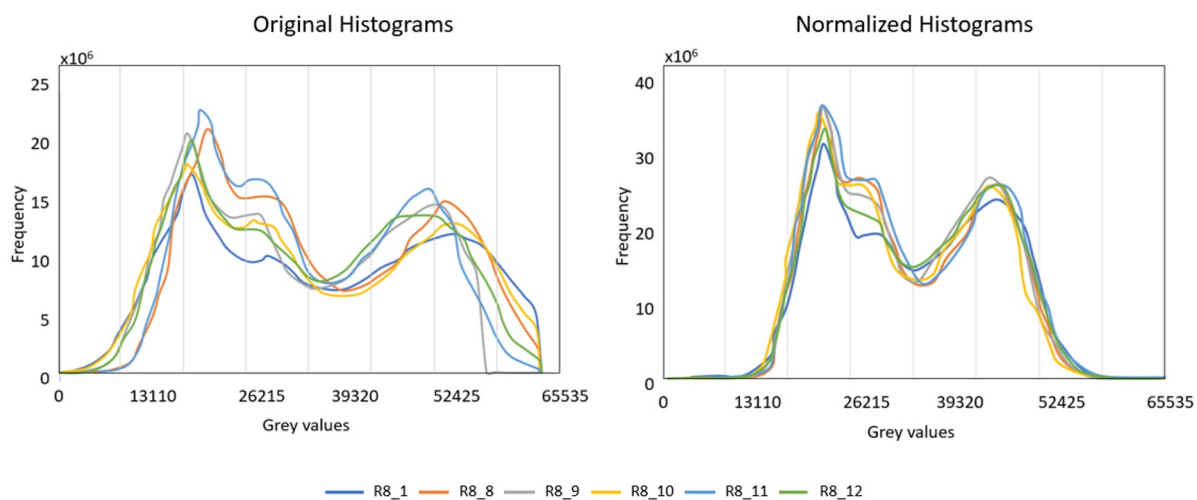 Original Histograms
x10⁶
25
20
15
10
5
0
Frequency
0 13110 26215 39320 52425 65535
Grey values
Normalized Histograms
x10⁶
40
30
20
10
0
Frequency
0 13110 26215 39320 52425 65535
Grey values
R8_1 R8_8 R8_9 R8_10 R8_11 R8_12